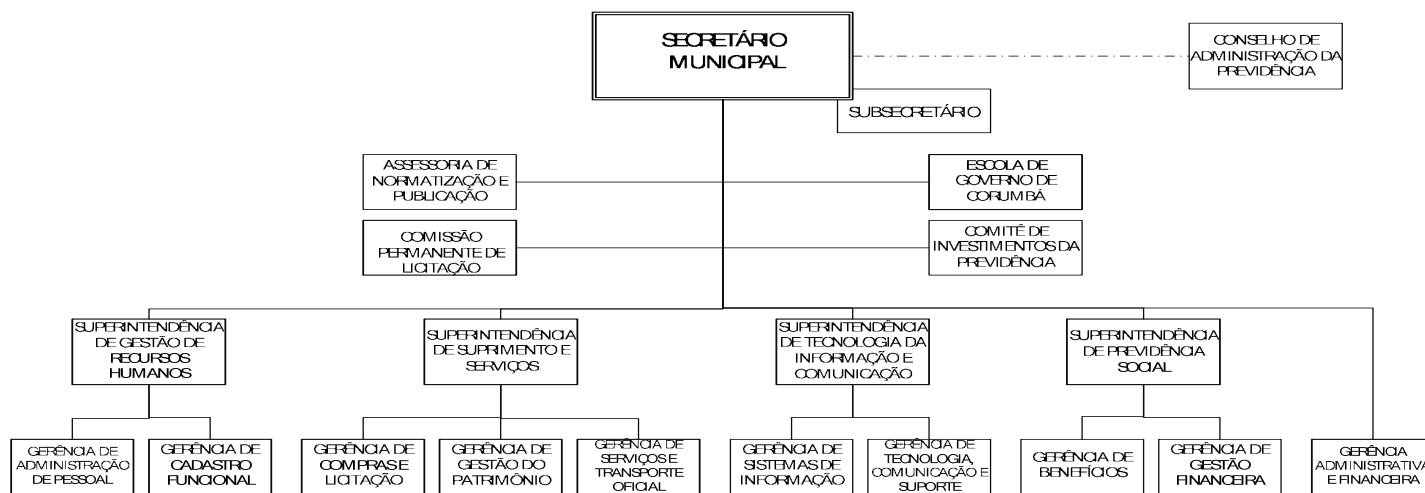 SECRETÁRIO
MUNICIPAL
CONSELHO DE
ADMINISTRAÇÃO DA
PREVIDÊNCIA
SUBSECRETÁRIO
ASSESSORIA DE
NORMATIZAÇÃO E
PUBLICAÇÃO
ESCOLA DE
GOVERNO DE
CORUMBÁ
COMISSÃO
PERMANENTE DE
LICITAÇÃO
COMITÊ DE
INVESTIMENTOS DA
PREVIDÊNCIA
SUPERINTENDÊNCIA
DE GESTÃO DE
RECURSOS
HUMANOS
SUPERINTENDÊNCIA
DE SUPRIMENTO E
SERVIÇOS
SUPERINTENDÊNCIA
DE TECNOLOGIA DA
INFORMAÇÃO E
COMUNICAÇÃO
SUPERINTENDÊNCIA
DE PREVIDÊNCIA
SOCIAL
GERÊNCIA DE
ADMINISTRAÇÃO
DE PESSOAL
GERÊNCIA DE
CADASTRO
FUNCIONAL
GERÊNCIA DE
COMPRAS E
LICITAÇÃO
GERÊNCIA DE
GESTÃO DO
PATRIMÔNIO
GERÊNCIA DE
SERVIÇOS E
TRANSPORTE
OFICIAL
GERÊNCIA DE
SISTEMAS DE
INFORMAÇÃO
GERÊNCIA DE
TECNOLOGIA,
COMUNICAÇÃO E
SUPORTE
GERÊNCIA DE
BENEFÍCIOS
GERÊNCIA DE
GESTÃO
FINANCEIRA
GERÊNCIA
ADMINISTRATIVA
E FINANCEIRA